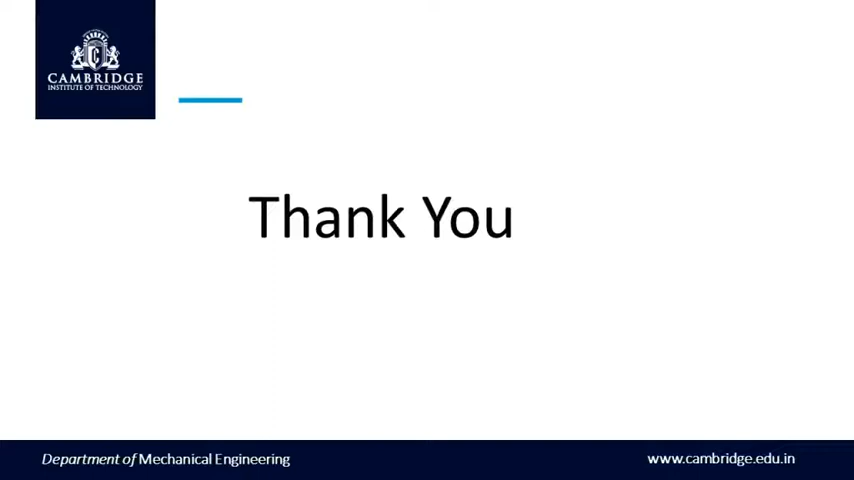 CAMBRIDGE
INSTITUTE OF TECHNOLOGY
Thank You
Department of Mechanical Engineering
www.cambridge.edu.in